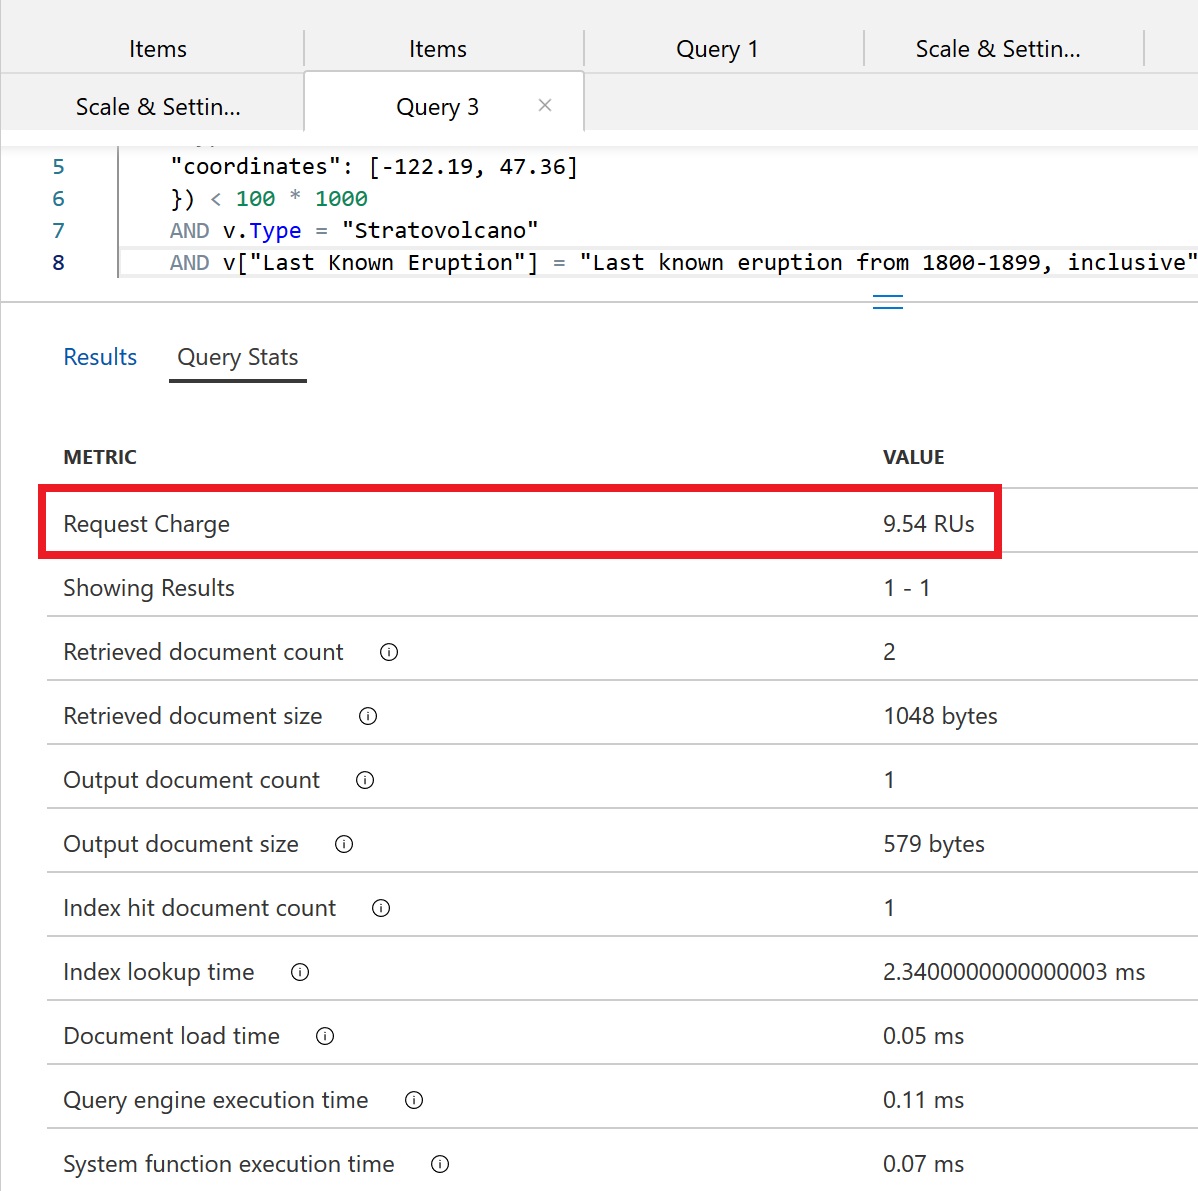 Items Items Query 1 Scale & Settin...
Scale & Settin... Query 3 ×
5 "coordinates": [-122.19, 47.36]
6 }) < 100 * 1000
7 AND v.Type = "Stratovolcano"
8 AND v["Last Known Eruption"] = "Last known eruption from 1800-1899, inclusive"
Results Query Stats
METRIC VALUE
Request Charge 9.54 RUs
Showing Results 1 - 1
Retrieved document count 2
Retrieved document size 1048 bytes
Output document count 1
Output document size 579 bytes
Index hit document count 1
Index lookup time 2.3400000000000003 ms
Document load time 0.05 ms
Query engine execution time 0.11 ms
System function execution time 0.07 ms